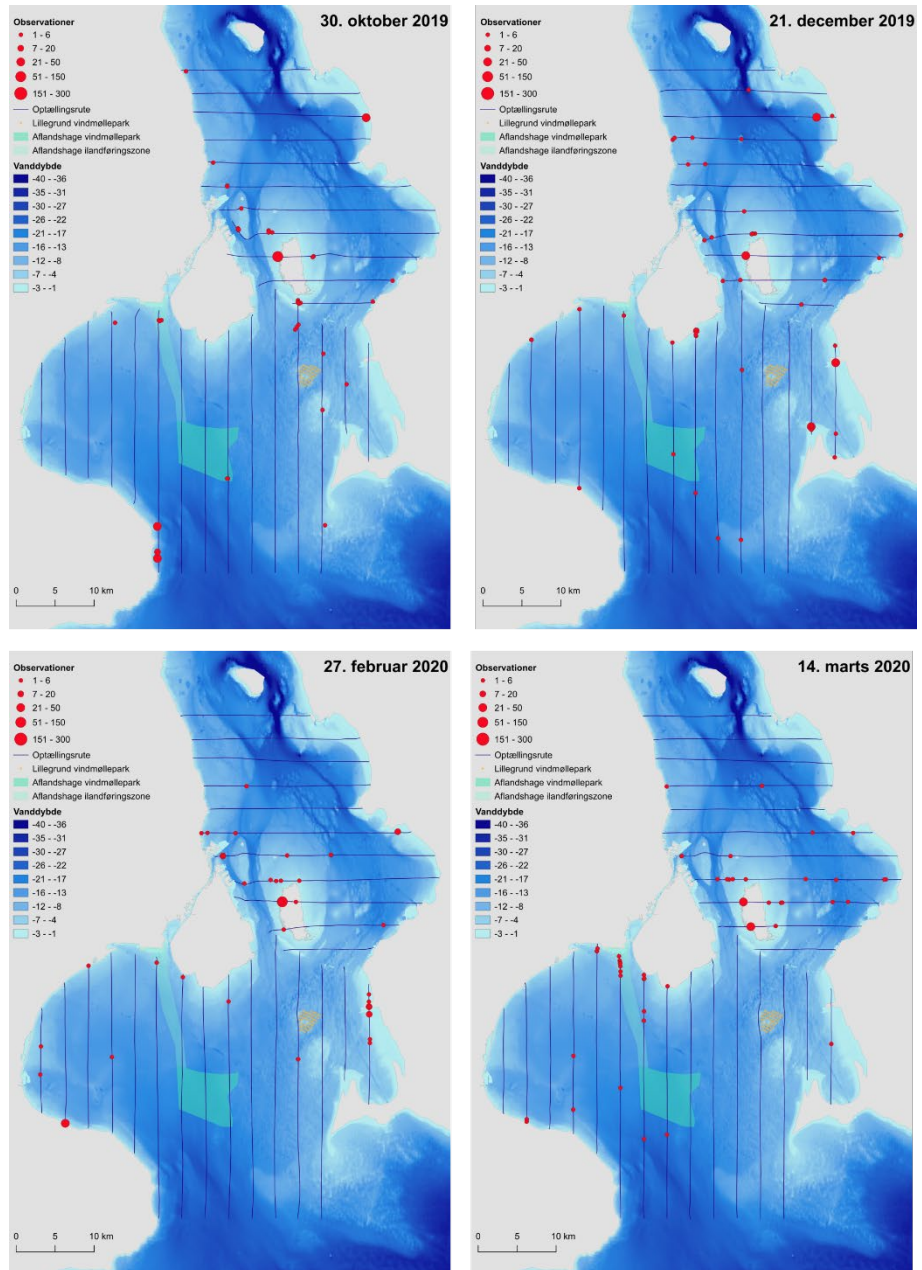 30. oktober 2019
Observationer
1 - 6
7 - 20
21 - 50
51 - 150
151 - 300
Optællingsrute
Lillegrund vindmøllepark
Aflandshage vindmøllepark
Aflandshage ilandføringszone
Vanddybde
-40 - -36
-35 - -31
-30 - -27
-26 - -22
-21 - -17
-16 - -13
-12 - -8
-7 - -4
-3 - -1
0 5 10 km
21. december 2019
Observationer
1 - 6
7 - 20
21 - 50
51 - 150
151 - 300
Optællingsrute
Lillegrund vindmøllepark
Aflandshage vindmøllepark
Aflandshage ilandføringszone
Vanddybde
-40 - -36
-35 - -31
-30 - -27
-26 - -22
-21 - -17
-16 - -13
-12 - -8
-7 - -4
-3 - -1
0 5 10 km
27. februar 2020
Observationer
1 - 6
7 - 20
21 - 50
51 - 150
151 - 300
Optællingsrute
Lillegrund vindmøllepark
Aflandshage vindmøllepark
Aflandshage ilandføringszone
Vanddybde
-40 - -36
-35 - -31
-30 - -27
-26 - -22
-21 - -17
-16 - -13
-12 - -8
-7 - -4
-3 - -1
0 5 10 km
14. marts 2020
Observationer
1 - 6
7 - 20
21 - 50
51 - 150
151 - 300
Optællingsrute
Lillegrund vindmøllepark
Aflandshage vindmøllepark
Aflandshage ilandføringszone
Vanddybde
-40 - -36
-35 - -31
-30 - -27
-26 - -22
-21 - -17
-16 - -13
-12 - -8
-7 - -4
-3 - -1
0 5 10 km